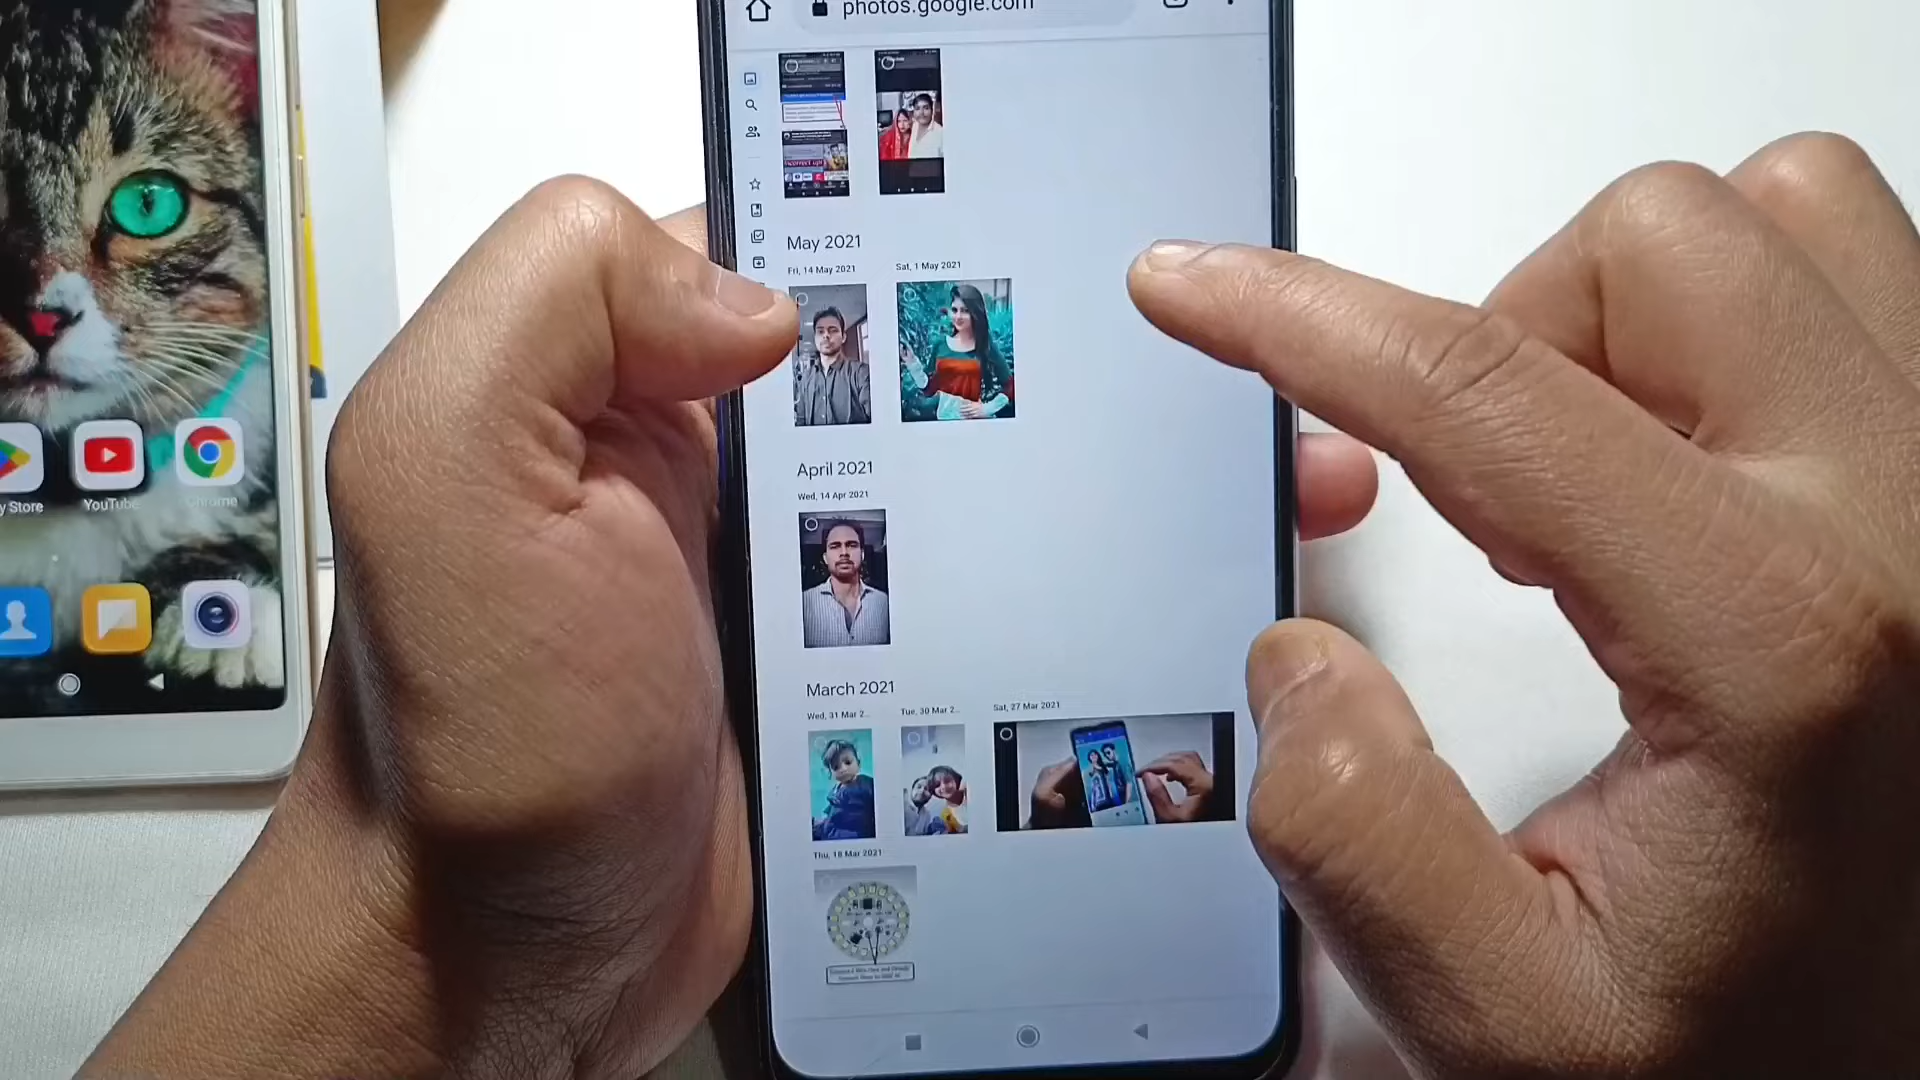 photos.google.com
Incorrect upl
May 2021
Fri, 14 May 2021
Sat, 1 May 2021
April 2021
Wed, 14 Apr 2021
March 2021
Wed, 31 Mar 2...
Tue, 30 Mar 2...
Sat, 27 Mar 2021
Thu, 18 Mar 2021
y Store
YouTube
Chrome